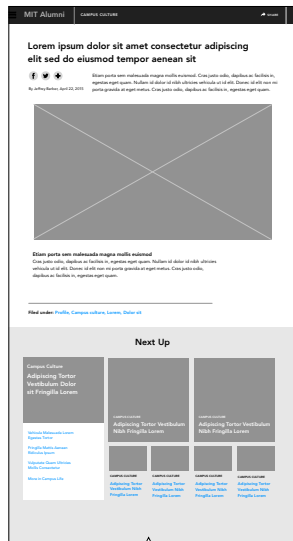 MIT Alumni
CAMPUS CULTURE
SHARE
Lorem ipsum dolor sit amet consectetur adipiscing
elit sed do eiusmod tempor aenean sit
Etiam porta sem malesuada magna mollis euismod. Cras justo odio, dapibus ac facilisis in,
egestas eget quam. Nullam id dolor id nibh ultricies vehicula ut id elit. Donec id elit non mi
porta gravida at eget metus. Cras justo odio, dapibus ac facilisis in, egestas eget quam.
By Jeffrey Barker, April 22, 2015
Etiam porta sem malesuada magna mollis euismod
Cras justo odio, dapibus ac facilisis in, egestas eget quam. Nullam id dolor id nibh ultricies
vehicula ut id elit. Donec id elit non mi porta gravida at eget metus. Cras justo odio,
dapibus ac facilisis in, egestas eget quam.
Filed under: Profile, Campus culture, Lorem, Dolor sit
Next Up
Campus Culture
Adipiscing Tortor
Vestibulum Dolor
sit Fringilla Lorem
Vehicula Malesuada Lorem
Egestas Tortor
Fringilla Mattis Aenean
Ridiculus Ipsum
Vulputate Quam Ultricies
Mollis Consectetur
More in Campus Life
CAMPUS CULTURE
Adipiscing Tortor Vestibulum
Nibh Fringilla Lorem
CAMPUS CULTURE
Adipiscing Tortor Vestibulum
Nibh Fringilla Lorem
CAMPUS CULTURE
Adipiscing Tortor
Vestibulum Nibh
Fringilla Lorem
CAMPUS CULTURE
Adipiscing Tortor
Vestibulum Nibh
Fringilla Lorem
CAMPUS CULTURE
Adipiscing Tortor
Vestibulum Nibh
Fringilla Lorem
CAMPUS CULTURE
Adipiscing Tortor
Vestibulum Nibh
Fringilla Lorem